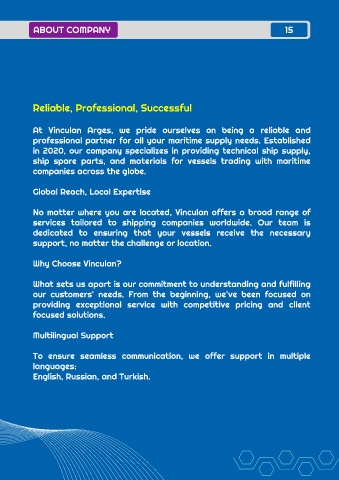 ABOUT COMPANY
15
Reliable, Professional, Successful
At Vinculan Arges, we pride ourselves on being a reliable and
professional partner for all your maritime supply needs. Established
in 2020, our company specializes in providing technical ship supply,
ship spare parts, and materials for vessels trading with maritime
companies across the globe.
Global Reach, Local Expertise
No matter where you are located, Vinculan offers a broad range of
services tailored to shipping companies worldwide. Our team is
dedicated to ensuring that your vessels receive the necessary
support, no matter the challenge or location.
Why Choose Vinculan?
What sets us apart is our commitment to understanding and fulfilling
our customers' needs. From the beginning, we've been focused on
providing exceptional service with competitive pricing and client
focused solutions.
Multilingual Support
To ensure seamless communication, we offer support in multiple
languages:
English, Russian, and Turkish.